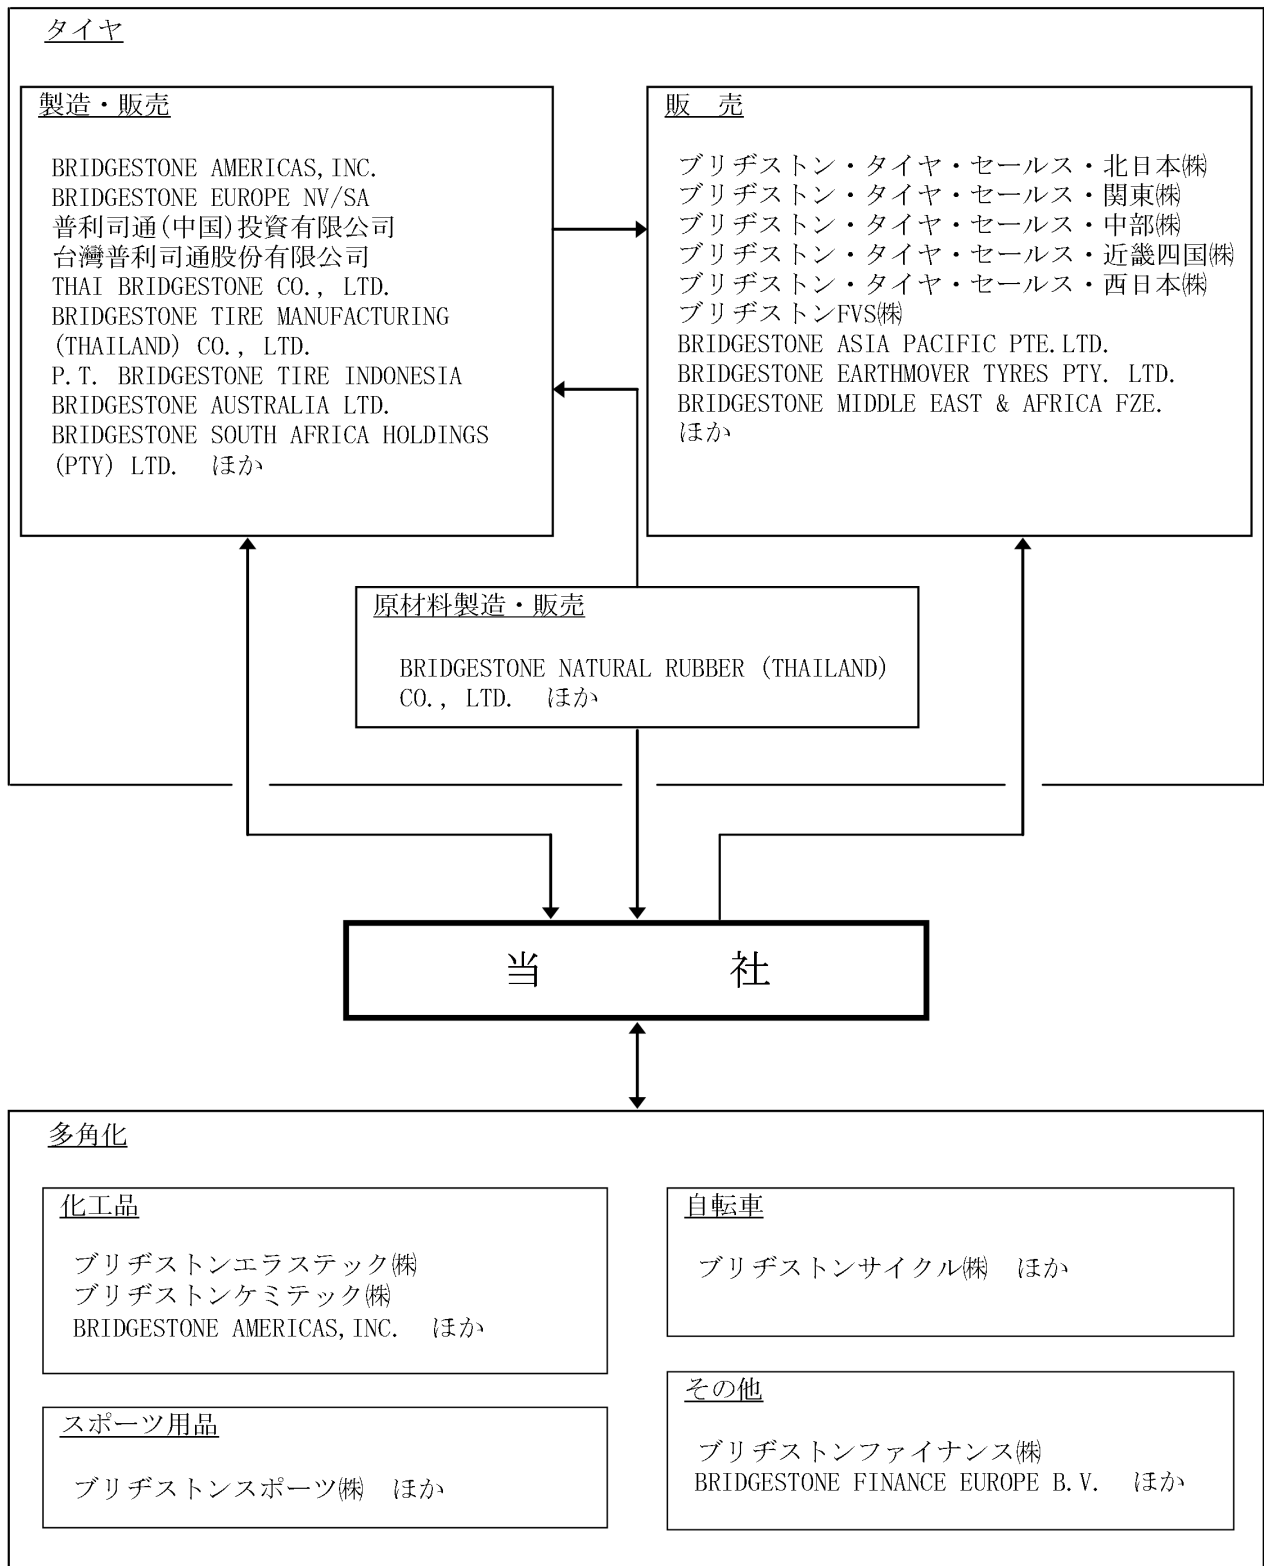 タイヤ
製造・販売
BRIDGESTONE AMERICAS,INC.
BRIDGESTONE EUROPE NV/SA
普利司通(中国)投資有限公司
台灣普利司通股份有限公司
THAI BRIDGESTONE CO., LTD.
BRIDGESTONE TIRE MANUFACTURING
(THAILAND) CO., LTD.
P.T. BRIDGESTONE TIRE INDONESIA
BRIDGESTONE AUSTRALIA LTD.
BRIDGESTONE SOUTH AFRICA HOLDINGS
(PTY) LTD. ほか
販 売
ブリヂストン・タイヤ・セールス・北日本㈱
ブリヂストン・タイヤ・セールス・関東㈱
ブリヂストン・タイヤ・セールス・中部㈱
ブリヂストン・タイヤ・セールス・近畿四国㈱
ブリヂストン・タイヤ・セールス・西日本㈱
ブリヂストンFVS㈱
BRIDGESTONE ASIA PACIFIC PTE.LTD.
BRIDGESTONE EARTHMOVER TYRES PTY. LTD.
BRIDGESTONE MIDDLE EAST & AFRICA FZE.
ほか
原材料製造・販売
BRIDGESTONE NATURAL RUBBER (THAILAND)
CO., LTD. ほか
当 社
多角化
化工品
ブリヂストンエラステック㈱
ブリヂストンケミテック㈱
BRIDGESTONE AMERICAS,INC. ほか
自転車
ブリヂストンサイクル㈱ ほか
スポーツ用品
ブリヂストンスポーツ㈱ ほか
その他
ブリヂストンファイナンス㈱
BRIDGESTONE FINANCE EUROPE B.V. ほか